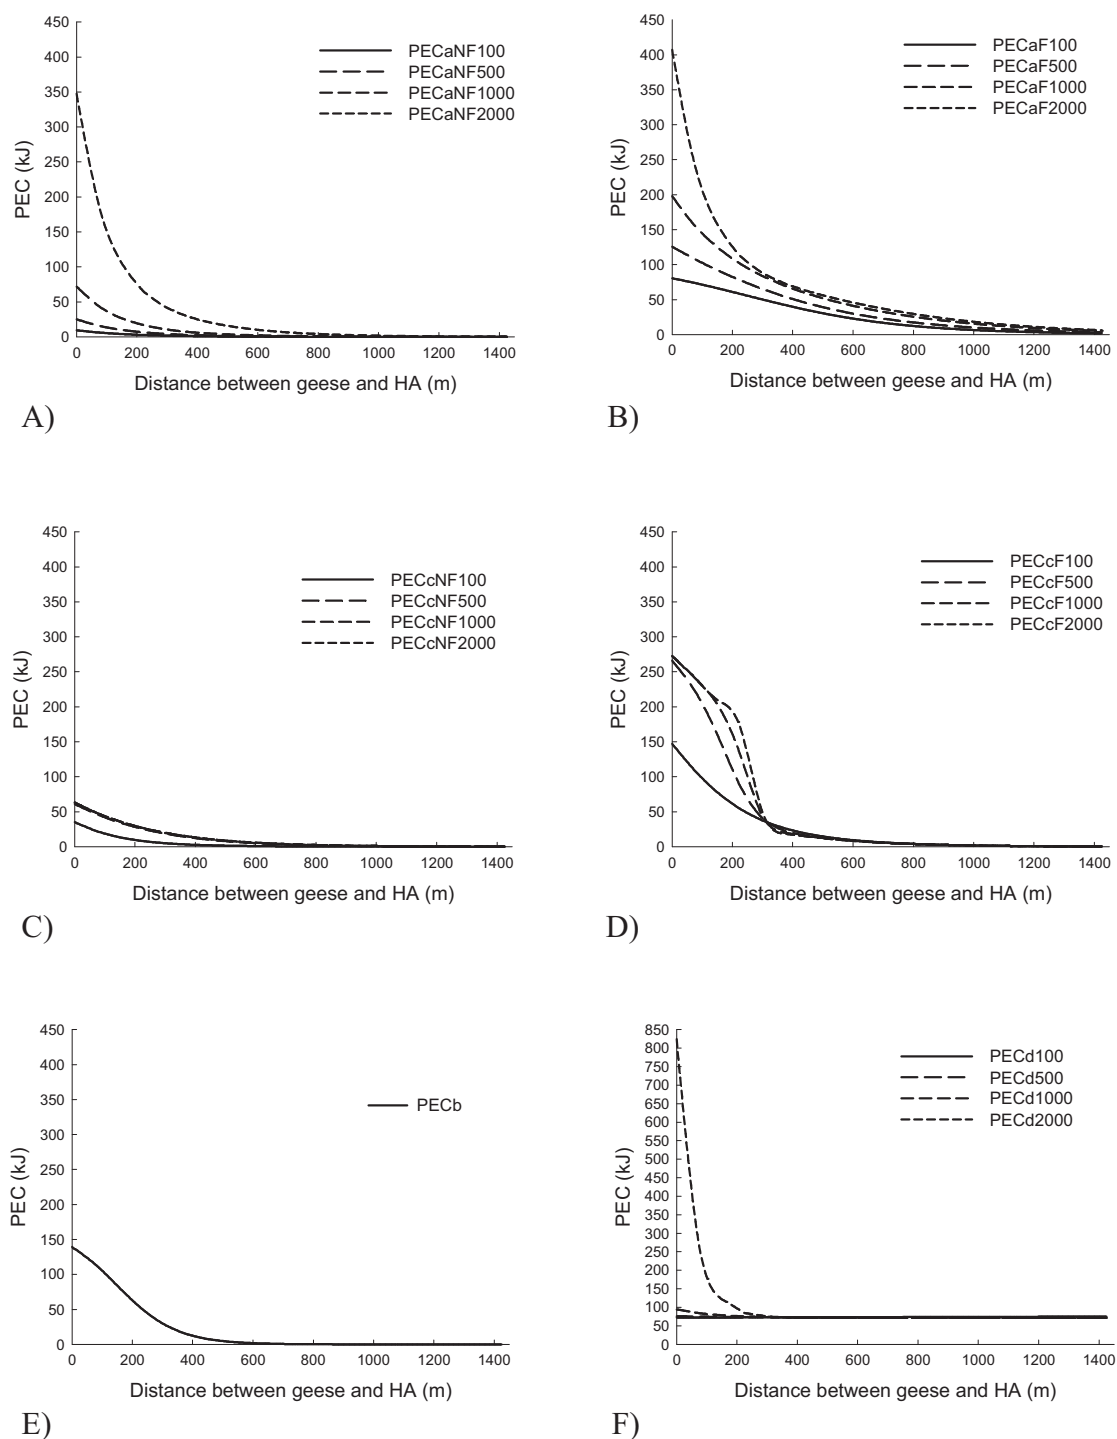 450
400
350
300
250
200
150
100
50
0
PEC (kJ)
PECaNF100
PECaNF500
PECaNF1000
PECaNF2000
0 200 400 600 800 1000 1200 1400
Distance between geese and HA (m)
A)
450
400
350
300
250
200
150
100
50
0
PEC (kJ)
PECaF100
PECaF500
PECaF1000
PECaF2000
0 200 400 600 800 1000 1200 1400
Distance between geese and HA (m)
B)
450
400
350
300
250
200
150
100
50
0
PEC (kJ)
PECcNF100
PECcNF500
PECcNF1000
PECcNF2000
0 200 400 600 800 1000 1200 1400
Distance between geese and HA (m)
C)
450
400
350
300
250
200
150
100
50
0
PEC (kJ)
PECcF100
PECcF500
PECcF1000
PECcF2000
0 200 400 600 800 1000 1200 1400
Distance between geese and HA (m)
D)
450
400
350
300
250
200
150
100
50
0
PEC (kJ)
PECb
0 200 400 600 800 1000 1200 1400
Distance between geese and HA (m)
E)
850
800
750
700
650
600
550
500
450
400
350
300
250
200
150
100
50
0
PEC (kJ)
PECd100
PECd500
PECd1000
PECd2000
0 200 400 600 800 1000 1200 1400
Distance between geese and HA (m)
F)